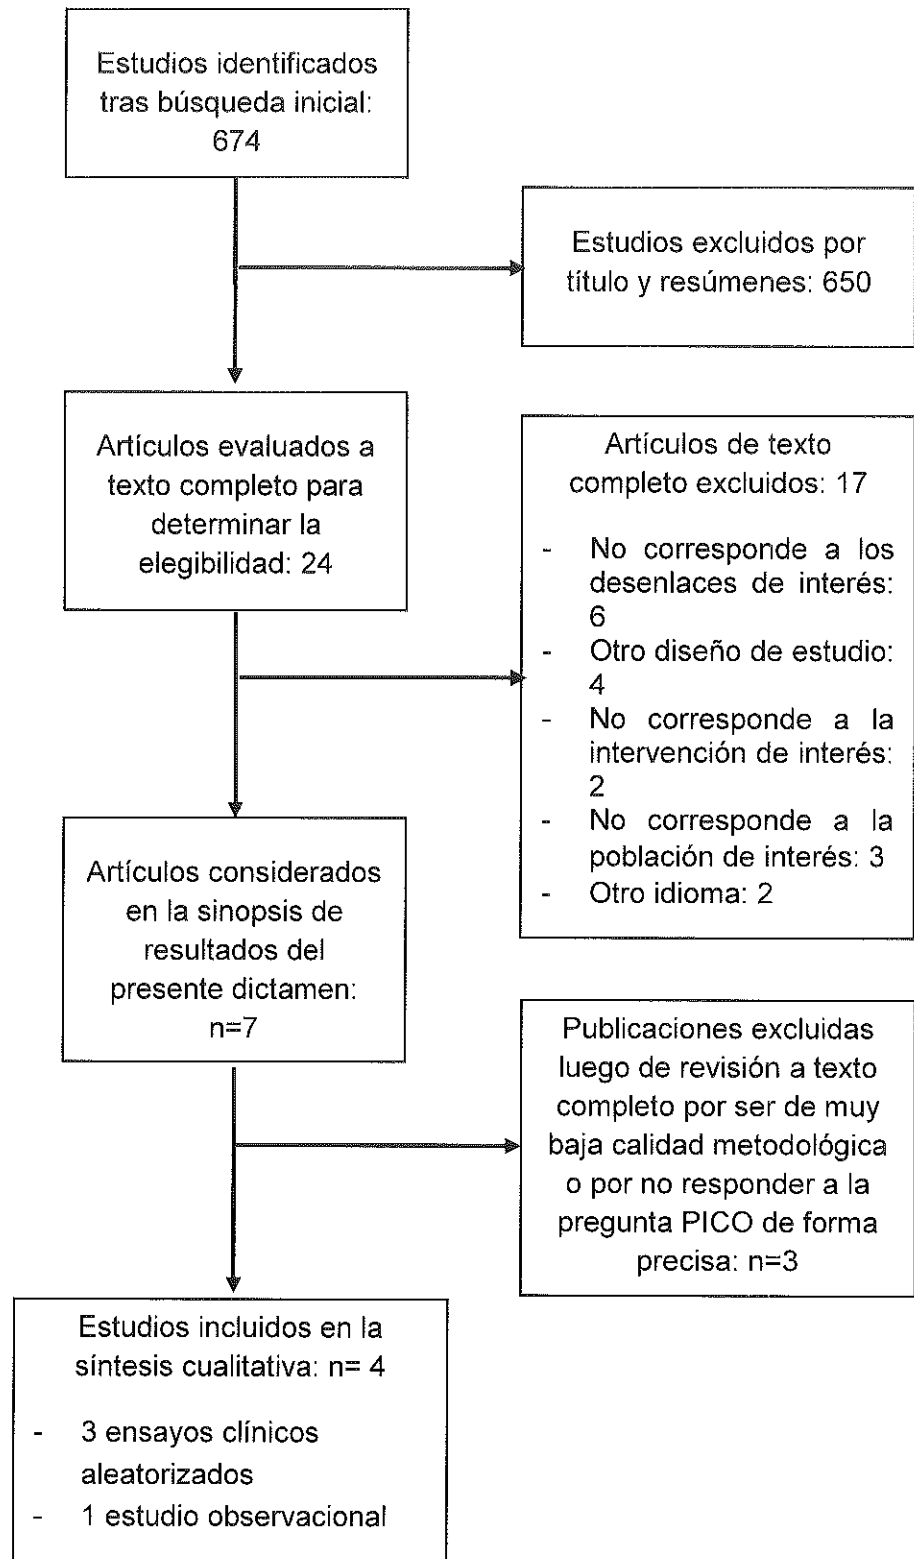 Estudios identificados
tras búsqueda inicial:
674
Estudios excluidos por
título y resúmenes: 650
Artículos evaluados a
texto completo para
determinar la
elegibilidad: 24
Artículos de texto
completo excluidos: 17
- No corresponde a los
desenlaces de interés:
6
- Otro diseño de estudio:
4
- No corresponde a la
intervención de interés:
2
- No corresponde a la
población de interés: 3
- Otro idioma: 2
Artículos considerados
en la sinopsis de
resultados del
presente dictamen:
n=7
Publicaciones excluidas
luego de revisión a texto
completo por ser de muy
baja calidad metodológica
o por no responder a la
pregunta PICO de forma
precisa: n=3
Estudios incluidos en la
síntesis cualitativa: n= 4
- 3 ensayos clínicos
aleatorizados
- 1 estudio observacional